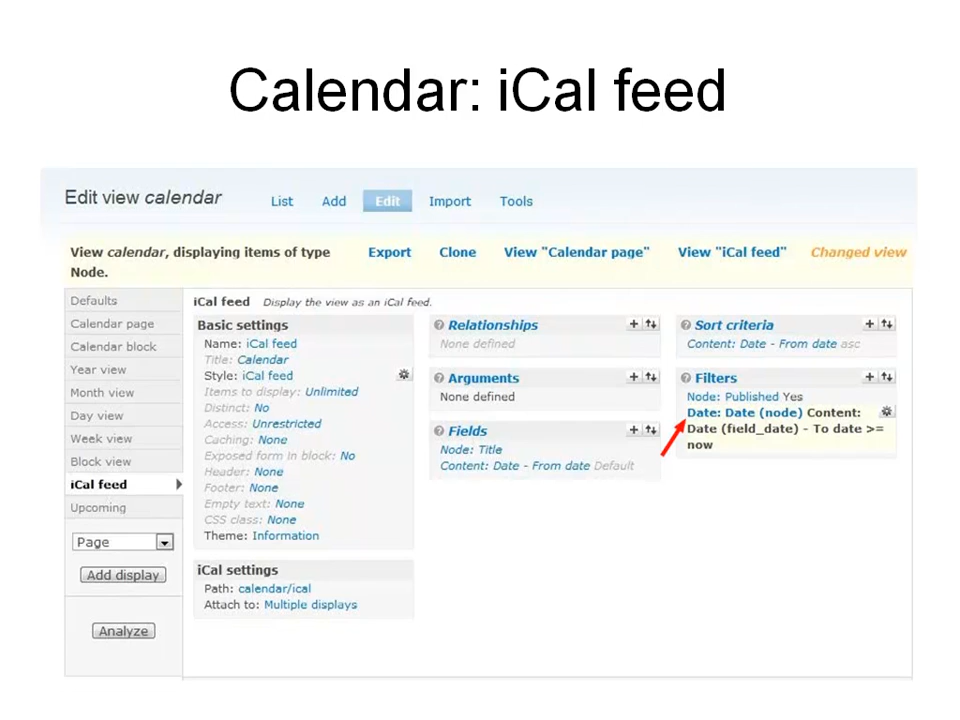 Calendar: iCal feed
Edit view calendar List Add Edit Import Tools
View calendar, displaying items of type Node.
Export Clone View "Calendar page" View "iCal feed" Changed view
Defaults
Calendar page
Calendar block
Year view
Month view
Day view
Week view
Block view
iCal feed
Upcoming
Page
Add display
Analyze
iCal feed Display the view as an iCal feed.
Basic settings
Name: iCal feed
Title: Calendar
Style: iCal feed
Items to display: Unlimited
Distinct: No
Access: Unrestricted
Caching: None
Exposed form in block: No
Header: None
Footer: None
Empty text: None
CSS class: None
Theme: Information
iCal settings
Path: calendar/ical
Attach to: Multiple displays
Relationships
None defined
Arguments
None defined
Fields
Node: Title
Content: Date - From date Default
Sort criteria
Content: Date - From date asc
Filters
Node: Published Yes
Date: Date (node) Content:
Date (field_date) - To date >=
now